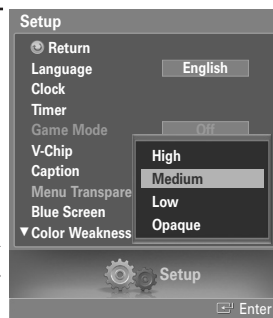 Setup
Return
Language English
Clock
Timer
Game Mode Off
V-Chip
Caption
Menu Transpare
Blue Screen
▼ Color Weakness
High
Medium
Low
Opaque
Setup
Enter